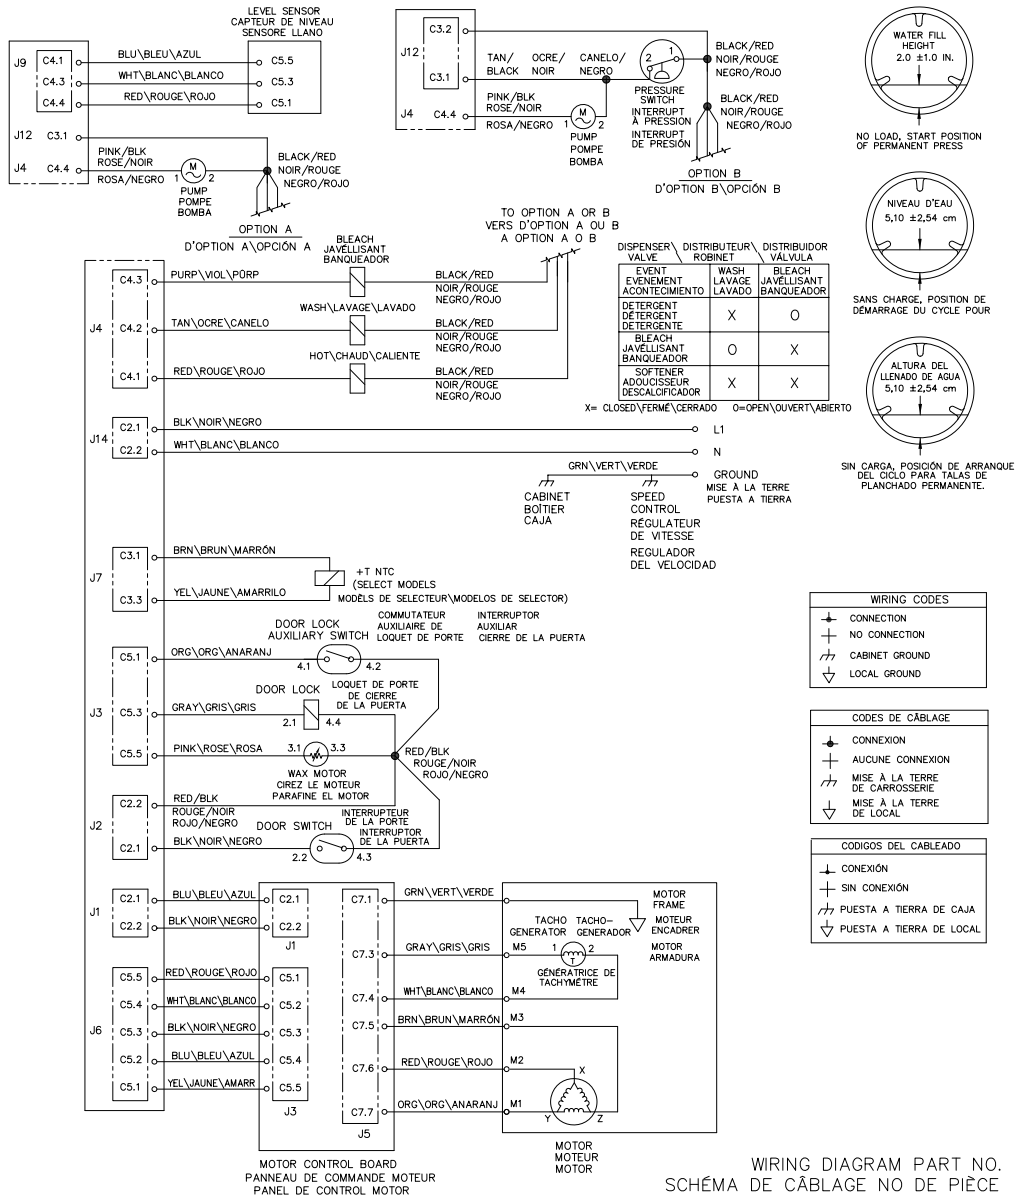 LEVEL SENSOR
CAPTEUR DE NIVEAU
SENSORE LLANO
J9
C4.1
BLU\BLEU\AZUL
C5.5
C4.3
WHT\BLANC\BLANCO
C5.3
C4.4
RED\ROUGE\ROJO
C5.1
J12
C3.1
PINK/BLK
ROSE/NOIR
ROSA/NEGRO
J4
C4.4
1
M
2
PUMP
POMPE
BOMBA
BLACK/RED
NOIR/ROUGE
NEGRO/ROJO
OPTION A
D'OPTION A\OPCIÓN A
C3.2
J12
C3.1
TAN/ OCRE/ CANELO/
BLACK NOIR NEGRO
2
1
PRESSURE
SWITCH
INTERRUPT
À PRESSION
INTERRUPT
DE PRESIÓN
BLACK/RED
NOIR/ROUGE
NEGRO/ROJO
PINK/BLK
ROSE/NOIR
ROSA/NEGRO
J4
C4.4
1
M
2
PUMP
POMPE
BOMBA
BLACK/RED
NOIR/ROUGE
NEGRO/ROJO
OPTION B
D'OPTION B\OPCIÓN B
WATER FILL
HEIGHT
2.0 ±1.0 IN.
NO LOAD, START POSITION
OF PERMANENT PRESS
NIVEAU D'EAU
5,10 ±2,54 cm
SANS CHARGE, POSITION DE
DÉMARRAGE DU CYCLE POUR
ALTURA DEL
LLENADO DE AGUA
5,10 ±2,54 cm
SIN CARGA, POSICIÓN DE ARRANQUE
DEL CICLO PARA TALAS DE
PLANCHADO PERMANENTE.
TO OPTION A OR B
VERS D'OPTION A OU B
A OPTION A O B
DISPENSER\ DISTRIBUTEUR\ DISTRIBUIDOR
VALVE ROBINET VÁLVULA
EVENT
EVENEMENT
ACONTECIMIENTO
WASH
LAVAGE
LAVADO
BLEACH
JAVÉLLISANT
BANQUEADOR
DETERGENT
DÉTERGENT
DETERGENTE
X
O
BLEACH
JAVÉLLISANT
BANQUEADOR
O
X
SOFTENER
ADOUCISSEUR
DESCALCIFICADOR
X
X
X= CLOSED\FERMÉ\CERRADO O=OPEN\OUVERT\ABIERTO
J4
BLEACH
JAVÉLLISANT
BANQUEADOR
C4.3
PURP\VIOL\PÚRP
BLACK/RED
NOIR/ROUGE
NEGRO/ROJO
WASH\LAVAGE\LAVADO
C4.2
TAN\OCRE\CANELO
BLACK/RED
NOIR/ROUGE
NEGRO/ROJO
HOT\CHAUD\CALIENTE
C4.1
RED\ROUGE\ROJO
BLACK/RED
NOIR/ROUGE
NEGRO/ROJO
J14
C2.1
BLK\NOIR\NEGRO
L1
C2.2
WHT\BLANC\BLANCO
N
GRN\VERT\VERDE
GROUND
MISE À LA TERRE
PUESTA A TIERRA
CABINET
BOÎTIER
CAJA
SPEED
CONTROL
RÉGULATEUR
DE VITESSE
REGULADOR
DEL VELOCIDAD
J7
C3.1
BRN\BRUN\MARRÓN
+T NTC
(SELECT MODELS
MODÈLS DE SELECTEUR\MODELOS DE SELECTOR)
C3.3
YEL\JAUNE\AMARRILO
J3
DOOR LOCK
AUXILIARY SWITCH
COMMUTATEUR
AUXILIAIRE DE
LOQUET DE PORTE
INTERRUPTOR
AUXILIAR
CIERRE DE LA PUERTA
C5.1
ORG\ORG\ANARANJ
4.1
4.2
DOOR LOCK
LOQUET DE PORTE
DE CIERRE
DE LA PUERTA
C5.3
GRAY\GRIS\GRIS
2.1
4.4
C5.5
PINK\ROSE\ROSA
3.1
3.3
WAX MOTOR
CIREZ LE MOTEUR
PARAFINE EL MOTOR
RED/BLK
ROUGE/NOIR
ROJO/NEGRO
J2
C2.2
RED/BLK
ROUGE/NOIR
ROJO/NEGRO
DOOR SWITCH
INTERRUPTEUR
DE LA PORTE
INTERRUPTOR
DE LA PUERTA
C2.1
BLK\NOIR\NEGRO
2.2
4.3
J1
C2.1
BLU\BLEU\AZUL
C2.1
C2.2
BLK\NOIR\NEGRO
C2.2
J1
J6
C5.5
RED\ROUGE\ROJO
C5.1
C5.4
WHT\BLANC\BLANCO
C5.2
C5.3
BLK\NOIR\NEGRO
C5.3
C5.2
BLU\BLEU\AZUL
C5.4
C5.1
YEL\JAUNE\AMARR
C5.5
J3
C7.1
GRN\VERT\VERDE
MOTOR
FRAME
MOTEUR
ENCADRER
MOTOR
ARMADURA
TACHO
GENERATOR
TACHO-
GENERADOR
C7.3
GRAY\GRIS\GRIS
M5
1
T
2
GÉNÉRATRICE DE
TACHYMÉTRE
C7.4
WHT\BLANC\BLANCO
M4
C7.5
BRN\BRUN\MARRÓN
M3
C7.6
RED\ROUGE\ROJO
M2
X
C7.7
ORG\ORG\ANARANJ
M1
Y
Z
J5
MOTOR CONTROL BOARD
PANNEAU DE COMMANDE MOTEUR
PANEL DE CONTROL MOTOR
MOTOR
MOTEUR
MOTOR
WIRING CODES
CONNECTION
NO CONNECTION
CABINET GROUND
LOCAL GROUND
CODES DE CÂBLAGE
CONNEXION
AUCUNE CONNEXION
MISE À LA TERRE
DE CARROSSERIE
MISE À LA TERRE
DE LOCAL
CODIGOS DEL CABLEADO
CONEXIÓN
SIN CONEXIÓN
PUESTA A TIERRA DE CAJA
PUESTA A TIERRA DE LOCAL
WIRING DIAGRAM PART NO.
SCHÉMA DE CÂBLAGE NO DE PIÈCE